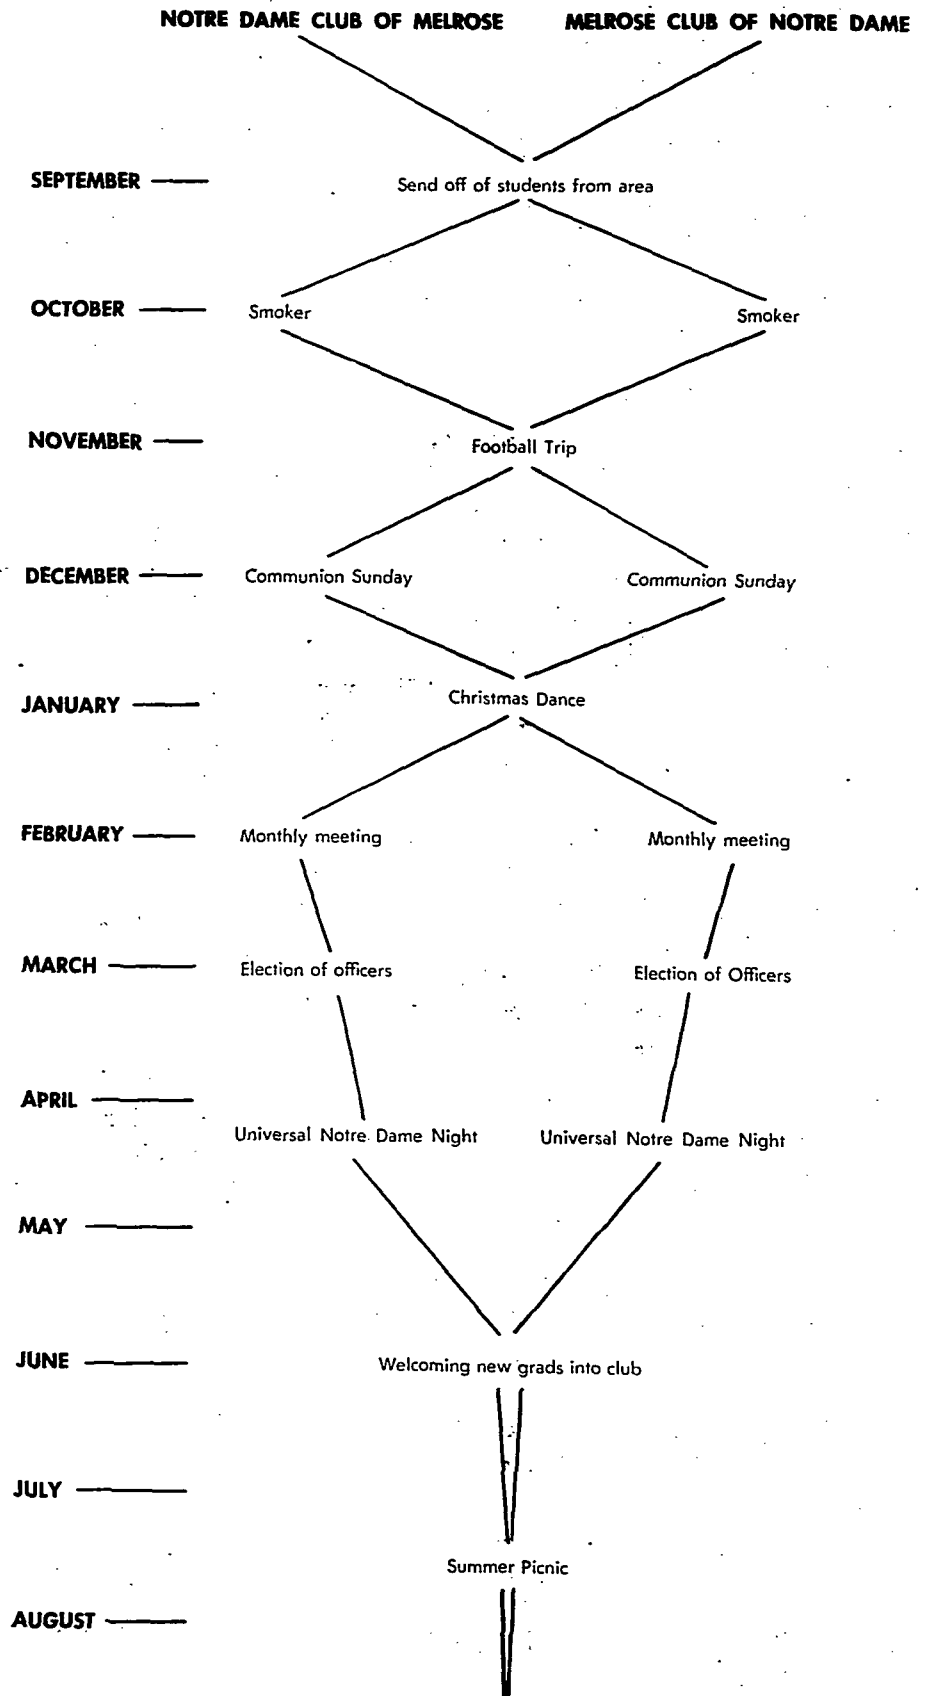 NOTRE DAME CLUB OF MELROSE MELROSE CLUB OF NOTRE DAME
SEPTEMBER Send off of students from area
OCTOBER Smoker Smoker
NOVEMBER Football Trip
DECEMBER Communion Sunday Communion Sunday
JANUARY Christmas Dance
FEBRUARY Monthly meeting Monthly meeting
MARCH Election of officers Election of Officers
APRIL
Universal Notre Dame Night Universal Notre Dame Night
MAY
JUNE Welcoming new grads into club
JULY
Summer Picnic
AUGUST